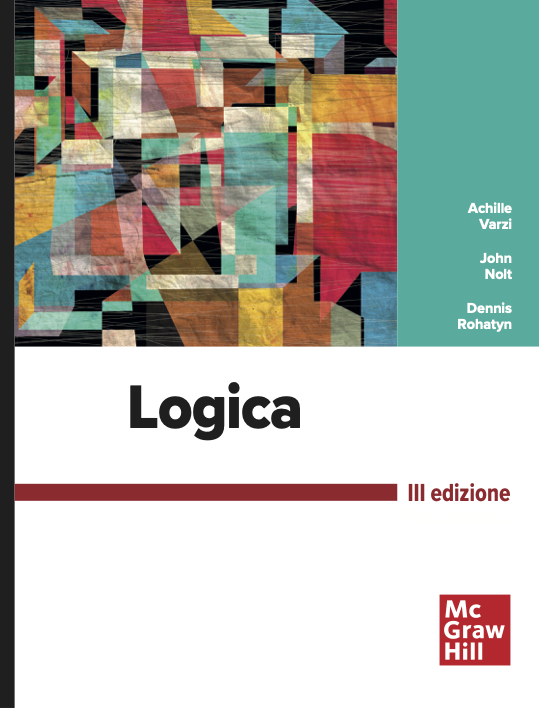 Achille
Varzi
John
Nolt
Dennis
Rohatyn
Logica
III edizione
Mc
Graw
Hill